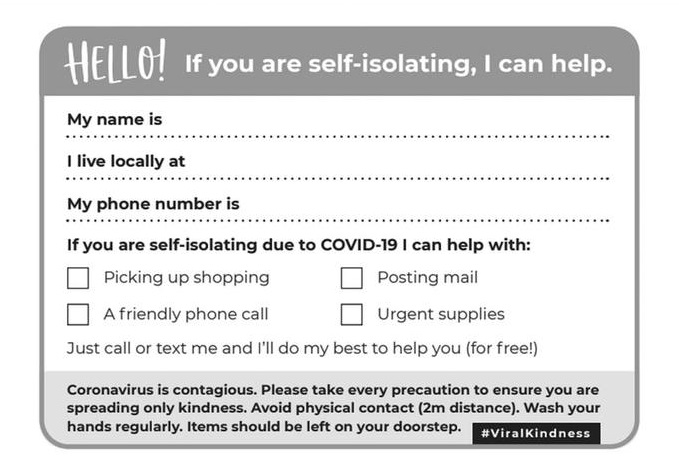 HELLO! If you are self-isolating, I can help.
My name is
I live locally at
My phone number is
If you are self-isolating due to COVID-19 I can help with:
Picking up shopping
Posting mail
A friendly phone call
Urgent supplies
Just call or text me and I'll do my best to help you (for free!)
Coronavirus is contagious. Please take every precaution to ensure you are
spreading only kindness. Avoid physical contact (2m distance). Wash your
hands regularly. Items should be left on your doorstep.
#ViralKindness